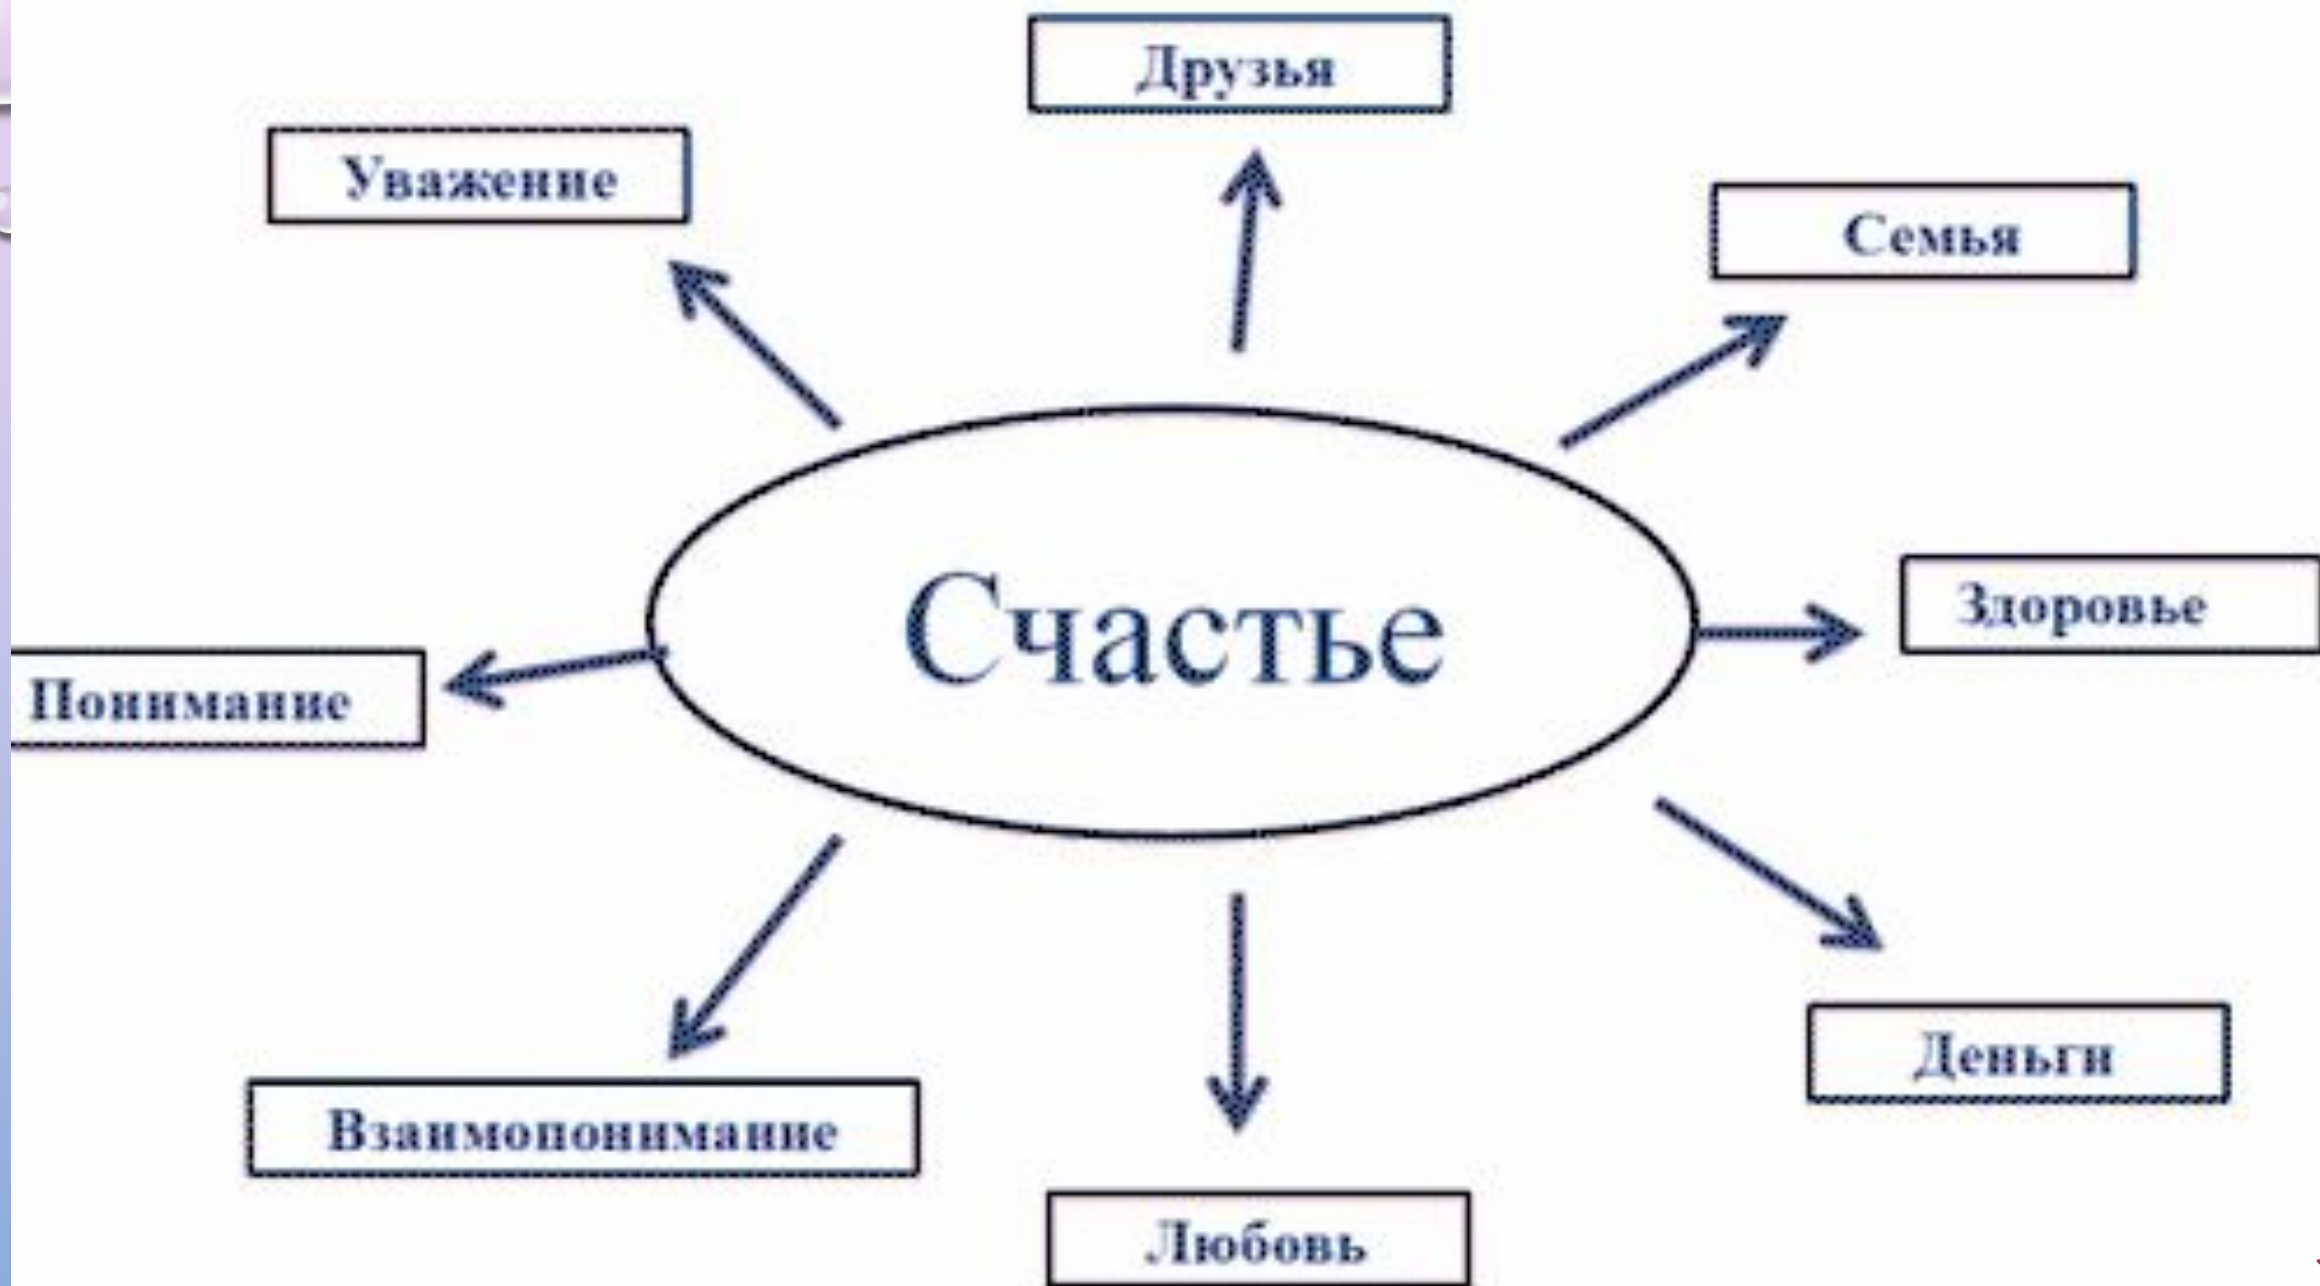 Друзья
Уважение
Семья
Счастье
Здоровье
Понимание
Деньги
Взаимопонимание
Любовь